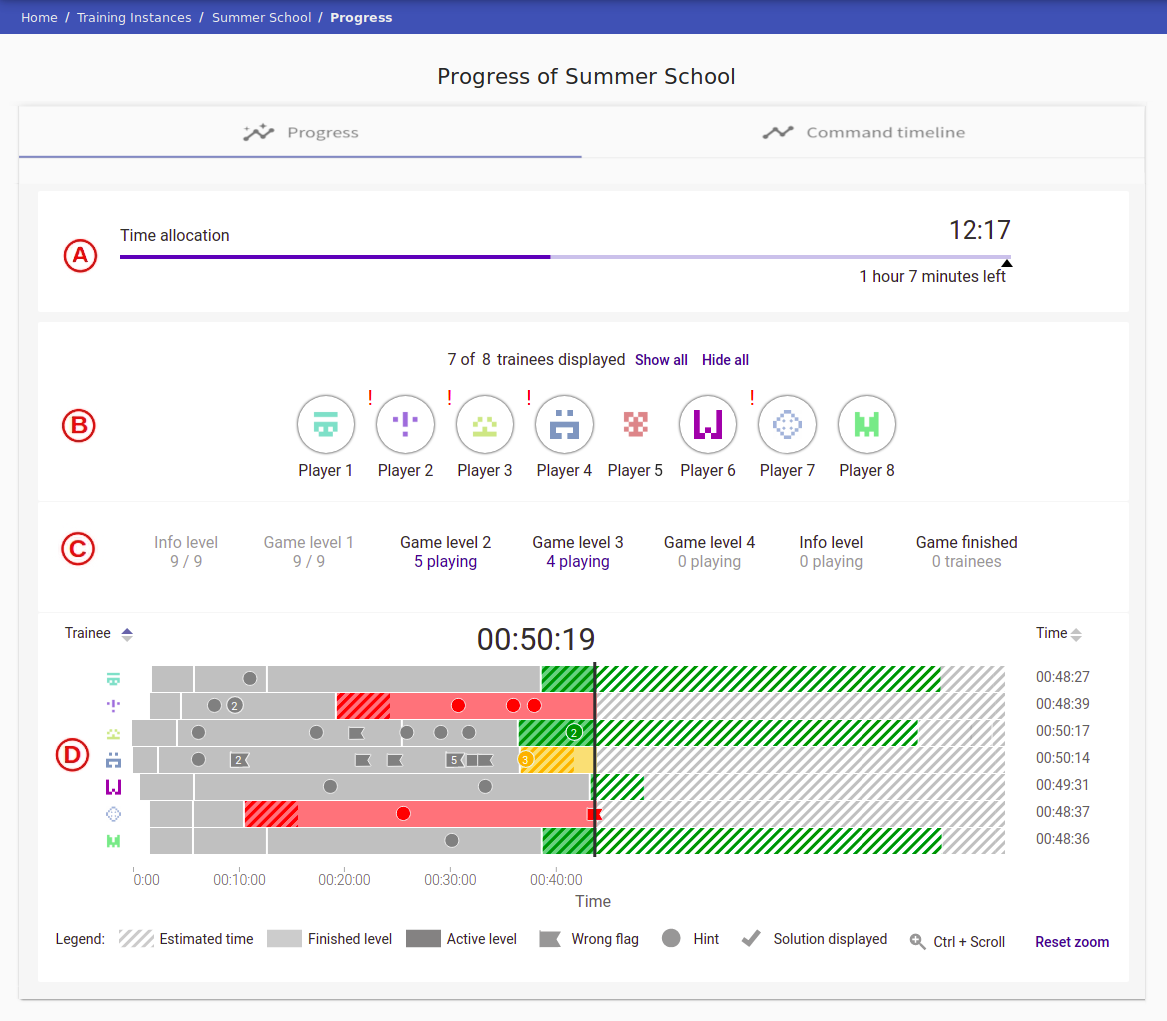 Home / Training Instances / Summer School / Progress
Progress of Summer School
Progress
Command timeline
A
Time allocation
12:17
1 hour 7 minutes left
7 of 8 trainees displayed Show all Hide all
B
! ! ! !
Player 1 Player 2 Player 3 Player 4 Player 5 Player 6 Player 7 Player 8
C
Info level Game level 1 Game level 2 Game level 3 Game level 4 Info level Game finished
9 / 9 9 / 9 5 playing 4 playing 0 playing 0 playing 0 trainees
Trainee 00:50:19 Time
00:48:27
2 00:48:39
2 00:50:17
D
2 5 3 00:50:14
00:49:31
00:48:37
00:48:36
0:00 00:10:00 00:20:00 00:30:00 00:40:00
Time
Legend: Estimated time Finished level Active level Wrong flag Hint Solution displayed Ctrl + Scroll Reset zoom